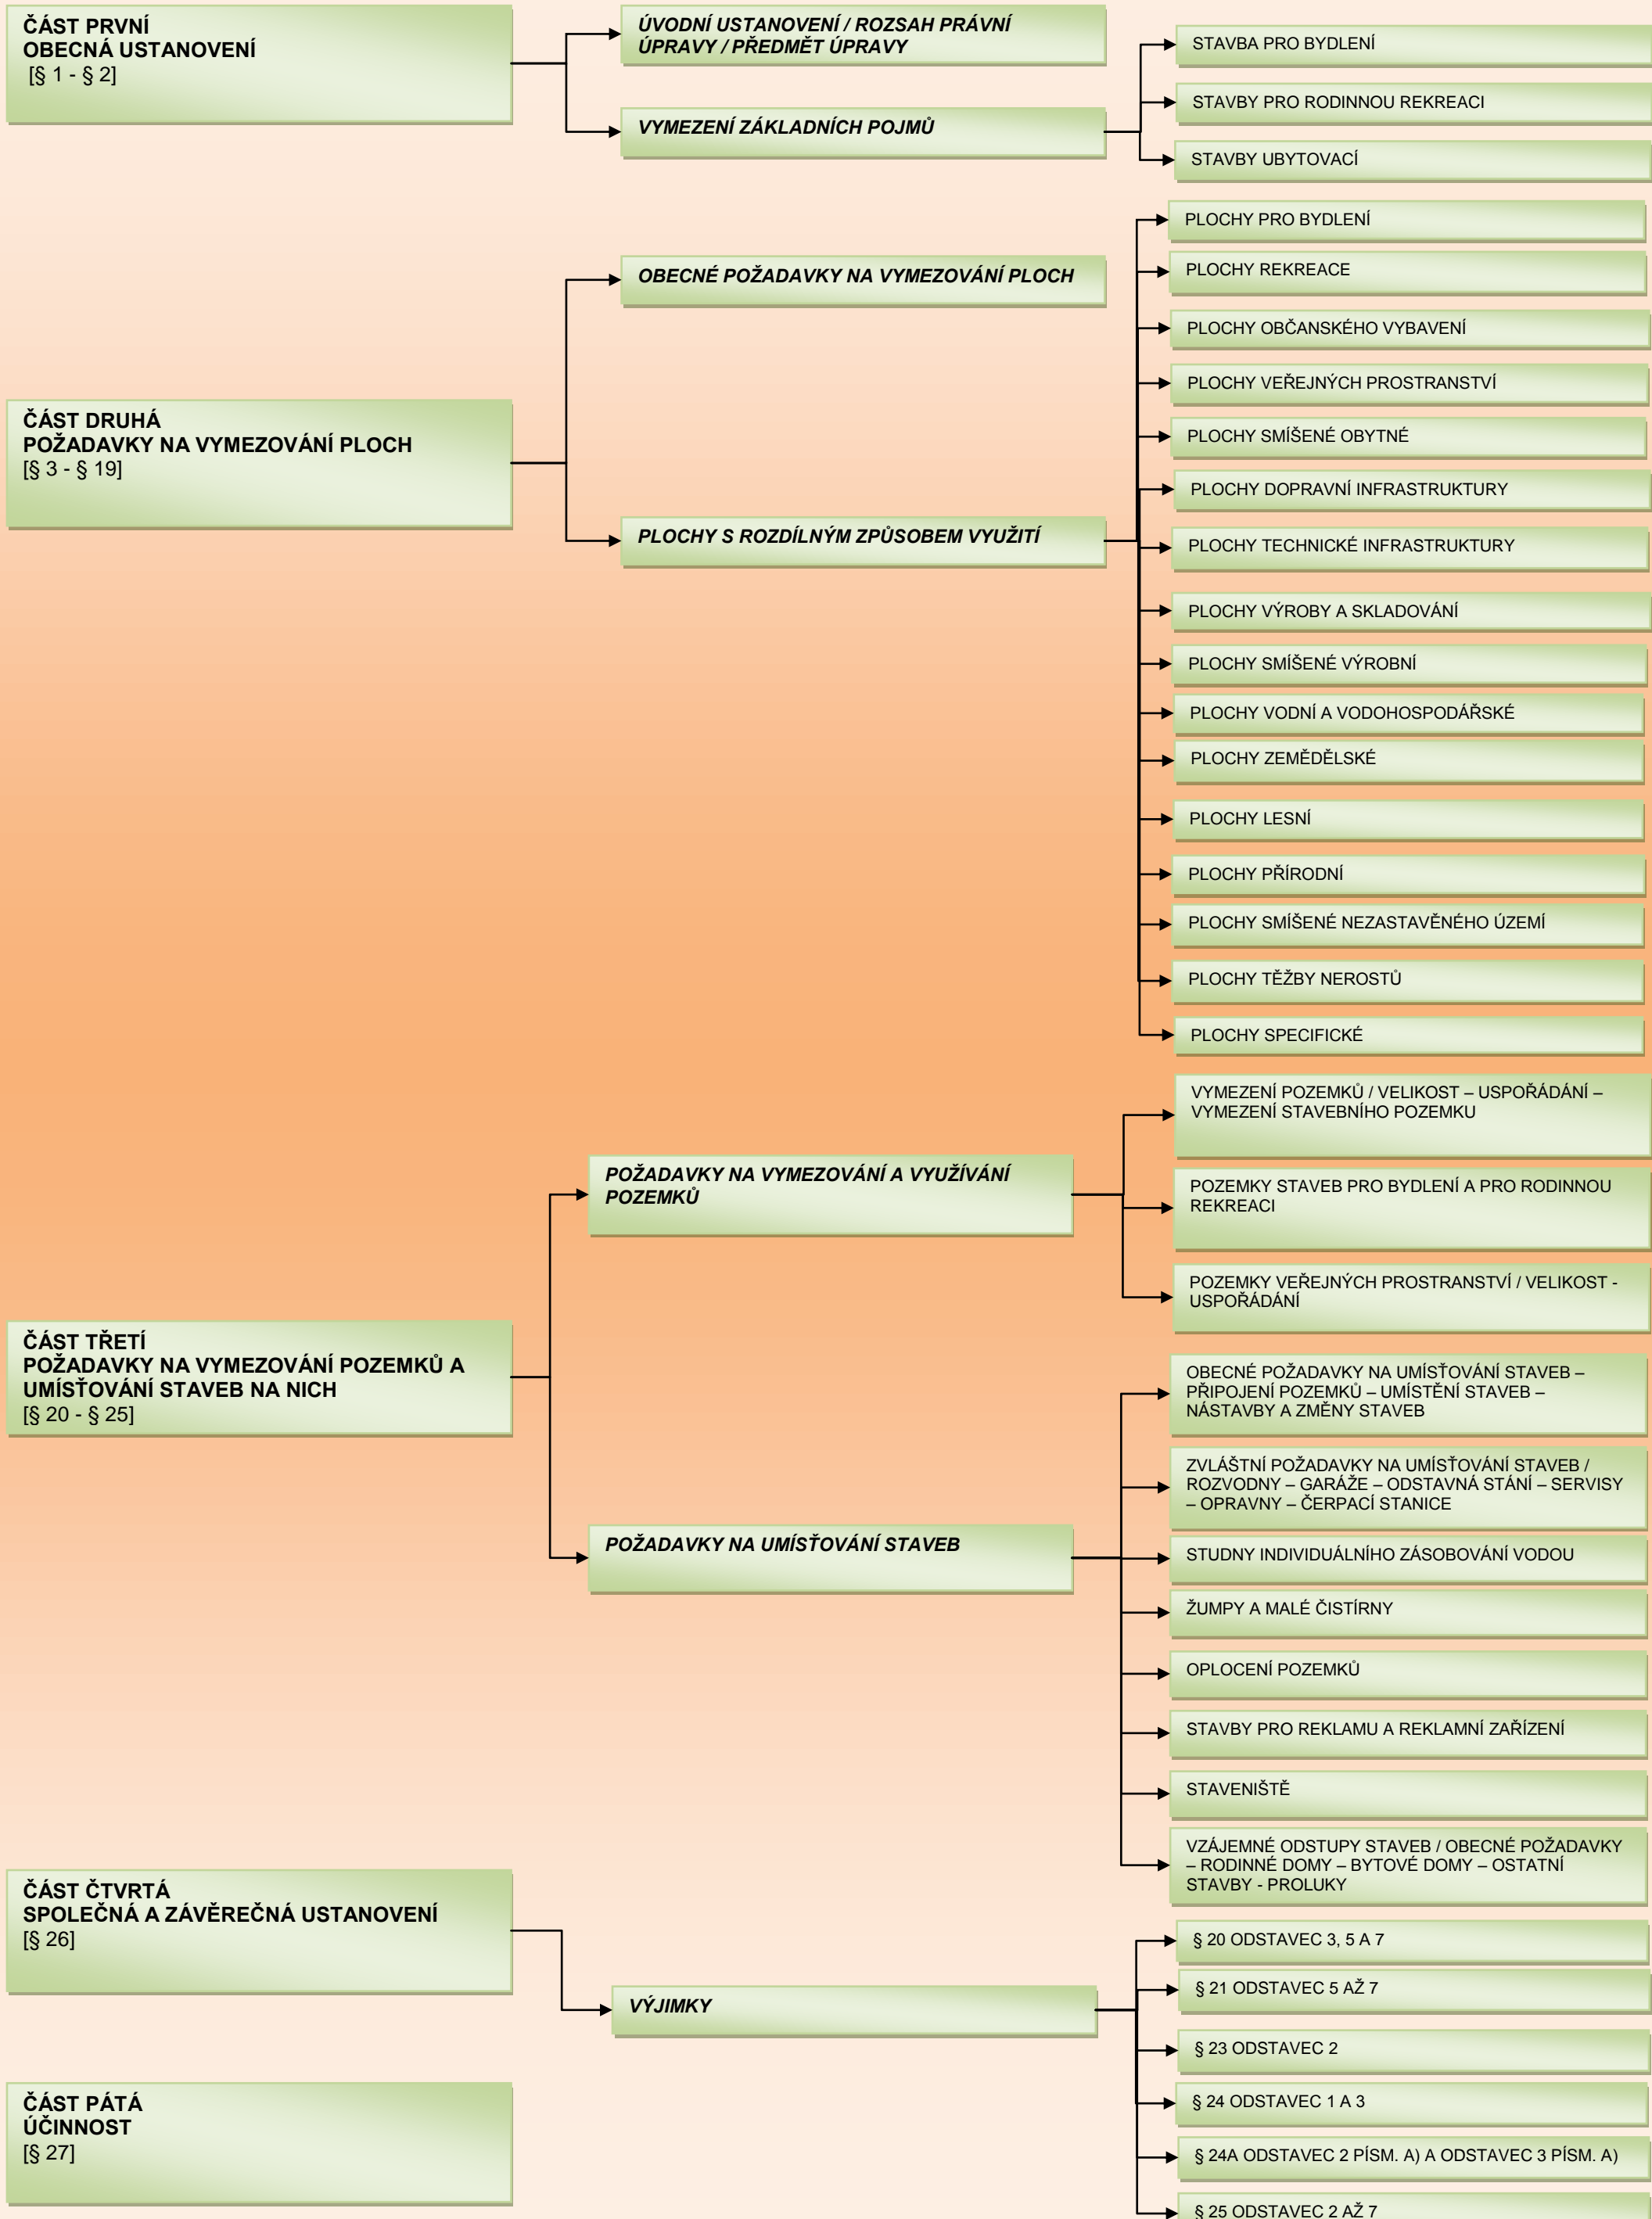 ČÁST PRVNÍ
OBECNÁ USTANOVENÍ
[§ 1 - § 2]
ÚVODNÍ USTANOVENÍ / ROZSAH PRÁVNÍ
ÚPRAVY / PŘEDMĚT ÚPRAVY
VYMEZENÍ ZÁKLADNÍCH POJMŮ
STAVBA PRO BYDLENÍ
STAVBY PRO RODINNOU REKREACI
STAVBY UBYTOVACÍ
ČÁST DRUHÁ
POŽADAVKY NA VYMEZOVÁNÍ PLOCH
[§ 3 - § 19]
OBECNÉ POŽADAVKY NA VYMEZOVÁNÍ PLOCH
PLOCHY S ROZDÍLNÝM ZPŮSOBEM VYUŽITÍ
PLOCHY PRO BYDLENÍ
PLOCHY REKREACE
PLOCHY OBČANSKÉHO VYBAVENÍ
PLOCHY VEŘEJNÝCH PROSTRANSTVÍ
PLOCHY SMÍŠENÉ OBYTNÉ
PLOCHY DOPRAVNÍ INFRASTRUKTURY
PLOCHY TECHNICKÉ INFRASTRUKTURY
PLOCHY VÝROBY A SKLADOVÁNÍ
PLOCHY SMÍŠENÉ VÝROBNÍ
PLOCHY VODNÍ A VODOHOSPODÁŘSKÉ
PLOCHY ZEMĚDĚLSKÉ
PLOCHY LESNÍ
PLOCHY PŘÍRODNÍ
PLOCHY SMÍŠENÉ NEZASTAVĚNÉHO ÚZEMÍ
PLOCHY TĚŽBY NEROSTŮ
PLOCHY SPECIFICKÉ
ČÁST TŘETÍ
POŽADAVKY NA VYMEZOVÁNÍ POZEMKŮ A
UMÍSŤOVÁNÍ STAVEB NA NICH
[§ 20 - § 25]
POŽADAVKY NA VYMEZOVÁNÍ A VYUŽÍVÁNÍ
POZEMKŮ
VYMEZENÍ POZEMKŮ / VELIKOST – USPOŘÁDÁNÍ –
VYMEZENÍ STAVEBNÍHO POZEMKU
POZEMKY STAVEB PRO BYDLENÍ A PRO RODINNOU
REKREACI
POZEMKY VEŘEJNÝCH PROSTRANSTVÍ / VELIKOST -
USPOŘÁDÁNÍ
POŽADAVKY NA UMÍSŤOVÁNÍ STAVEB
OBECNÉ POŽADAVKY NA UMÍSŤOVÁNÍ STAVEB –
PŘIPOJENÍ POZEMKŮ – UMÍSTĚNÍ STAVEB –
NÁSTAVBY A ZMĚNY STAVEB
ZVLÁŠTNÍ POŽADAVKY NA UMÍSŤOVÁNÍ STAVEB /
ROZVODNY – GARÁŽE – ODSTAVNÁ STÁNÍ – SERVISY
– OPRAVNY – ČERPACÍ STANICE
STUDNY INDIVIDUÁLNÍHO ZÁSOBOVÁNÍ VODOU
ŽUMPY A MALÉ ČISTÍRNY
OPLOCENÍ POZEMKŮ
STAVBY PRO REKLAMU A REKLAMNÍ ZAŘÍZENÍ
STAVENIŠTĚ
VZÁJEMNÉ ODSTUPY STAVEB / OBECNÉ POŽADAVKY
– RODINNÉ DOMY – BYTOVÉ DOMY – OSTATNÍ
STAVBY - PROLUKY
ČÁST ČTVRTÁ
SPOLEČNÁ A ZÁVĚREČNÁ USTANOVENÍ
[§ 26]
VÝJIMKY
§ 20 ODSTAVEC 3, 5 A 7
§ 21 ODSTAVEC 5 AŽ 7
§ 23 ODSTAVEC 2
§ 24 ODSTAVEC 1 A 3
§ 24A ODSTAVEC 2 PÍSM. A) A ODSTAVEC 3 PÍSM. A)
§ 25 ODSTAVEC 2 AŽ 7
ČÁST PÁTÁ
ÚČINNOST
[§ 27]